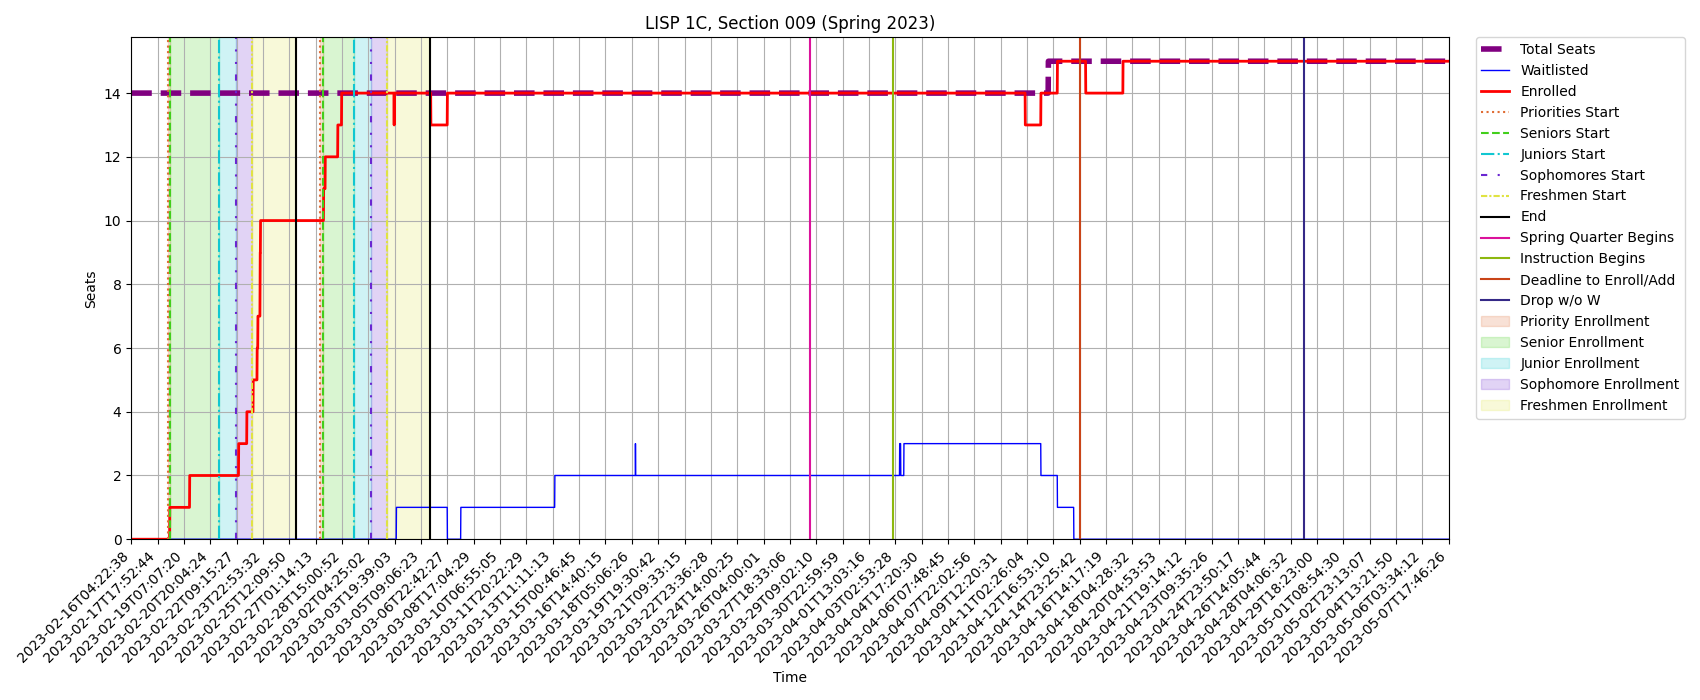 LISP 1C, Section 009 (Spring 2023)
Seats
14
12
10
8
6
4
2
0
2023-02-16T04:22:38
2023-02-17T17:52:44
2023-02-19T07:07:20
2023-02-20T20:04:24
2023-02-22T09:15:27
2023-02-23T22:53:32
2023-02-25T12:09:50
2023-02-27T01:14:13
2023-02-28T15:00:52
2023-03-02T04:25:02
2023-03-03T19:39:03
2023-03-05T09:06:23
2023-03-06T22:42:27
2023-03-08T17:04:29
2023-03-10T06:55:05
2023-03-11T20:22:29
2023-03-13T11:11:13
2023-03-15T00:46:45
2023-03-16T14:40:15
2023-03-18T05:06:26
2023-03-19T19:30:42
2023-03-21T09:33:15
2023-03-22T23:36:28
2023-03-24T14:00:25
2023-03-26T04:00:01
2023-03-27T18:33:06
2023-03-29T09:02:10
2023-03-30T22:59:59
2023-04-01T13:03:16
2023-04-03T02:53:28
2023-04-04T17:20:30
2023-04-06T07:48:45
2023-04-07T22:02:56
2023-04-09T12:20:31
2023-04-11T02:26:04
2023-04-12T16:53:10
2023-04-14T23:25:42
2023-04-16T14:17:19
2023-04-18T04:28:32
2023-04-20T04:53:53
2023-04-21T19:14:12
2023-04-23T09:35:26
2023-04-24T23:50:17
2023-04-26T14:05:44
2023-04-28T04:06:32
2023-04-29T18:23:00
2023-05-01T08:54:30
2023-05-02T23:13:07
2023-05-04T13:21:50
2023-05-06T03:34:12
2023-05-07T17:46:26
Time
Total Seats
Waitlisted
Enrolled
Priorities Start
Seniors Start
Juniors Start
Sophomores Start
Freshmen Start
End
Spring Quarter Begins
Instruction Begins
Deadline to Enroll/Add
Drop w/o W
Priority Enrollment
Senior Enrollment
Junior Enrollment
Sophomore Enrollment
Freshmen Enrollment